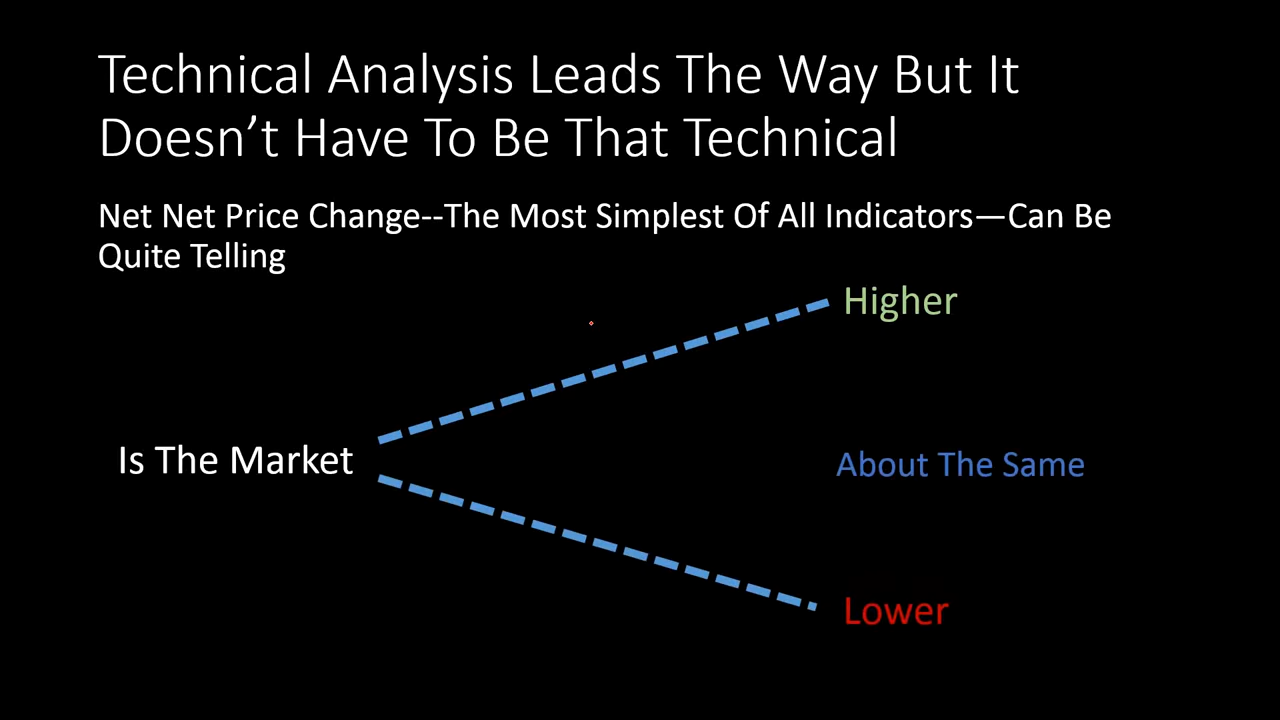 Technical Analysis Leads The Way But It
Doesn’t Have To Be That Technical
Net Net Price Change--The Most Simplest Of All Indicators—Can Be
Quite Telling
Higher
Is The Market
About The Same
Lower